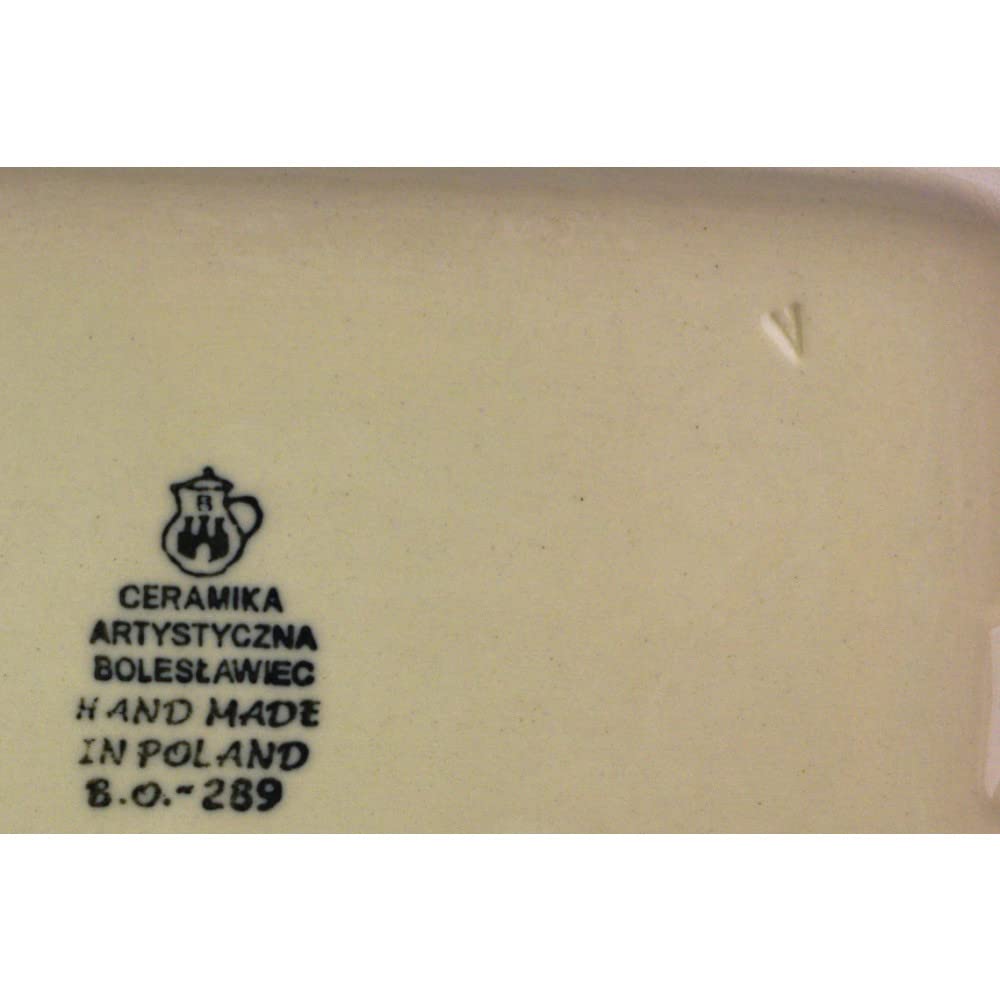 V
B
CERAMIKA
ARTYSTYCZNA
BOLESŁAWIEC
HAND MADE
IN POLAND
B.O.-289